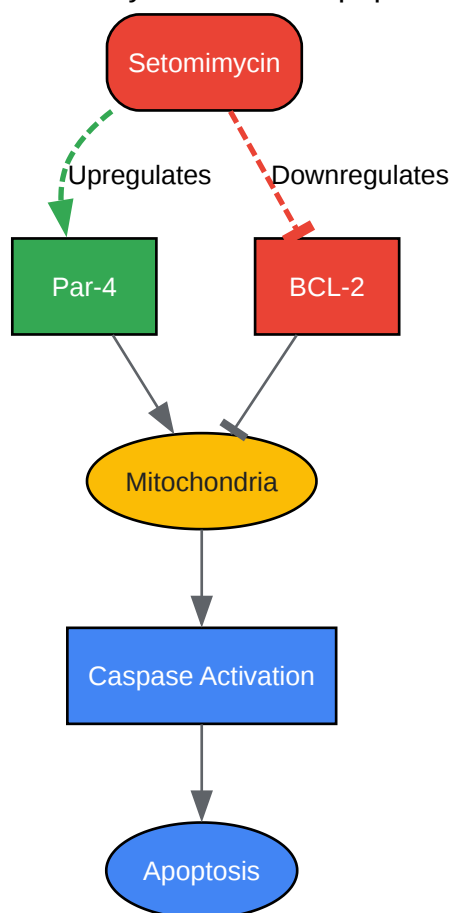 Setomimycin
Upregulates
Downregulates
Par-4
BCL-2
Mitochondria
Caspase Activation
Apoptosis